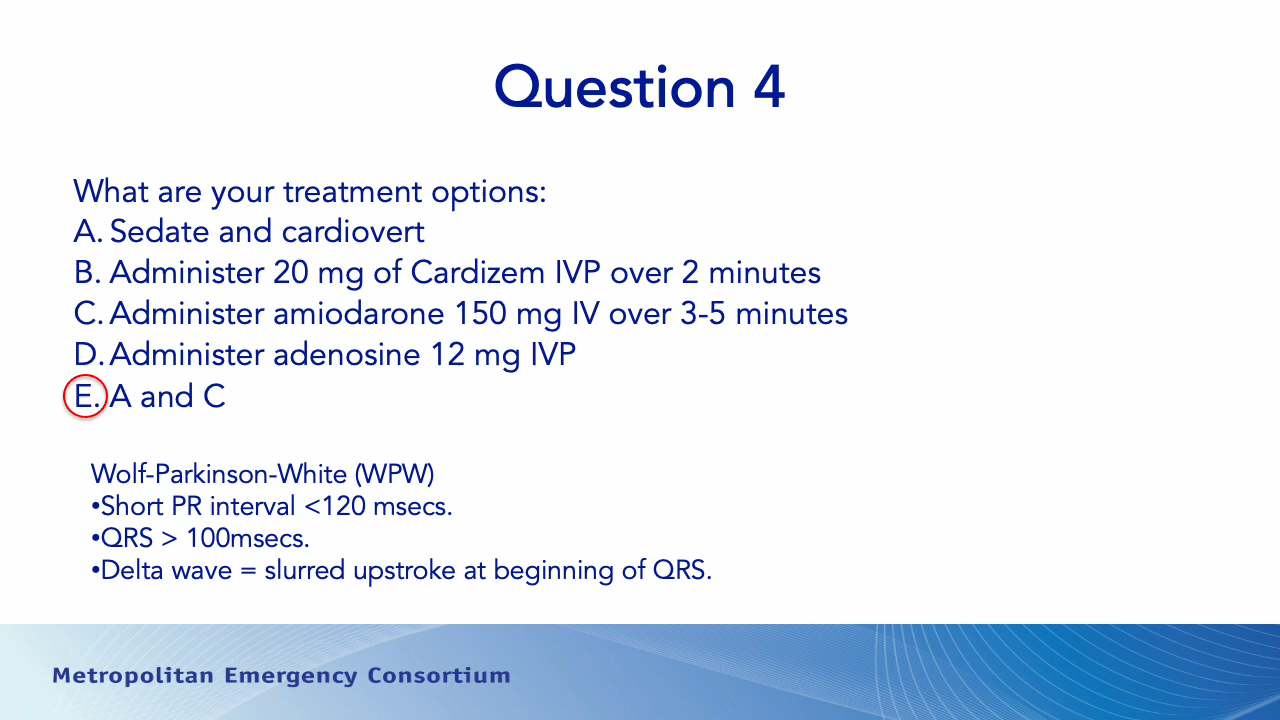 Question 4
What are your treatment options:
A. Sedate and cardiovert
B. Administer 20 mg of Cardizem IVP over 2 minutes
C. Administer amiodarone 150 mg IV over 3-5 minutes
D. Administer adenosine 12 mg IVP
E. A and C
Wolf-Parkinson-White (WPW)
•Short PR interval <120 msecs.
•QRS > 100msecs.
•Delta wave = slurred upstroke at beginning of QRS.
Metropolitan Emergency Consortium